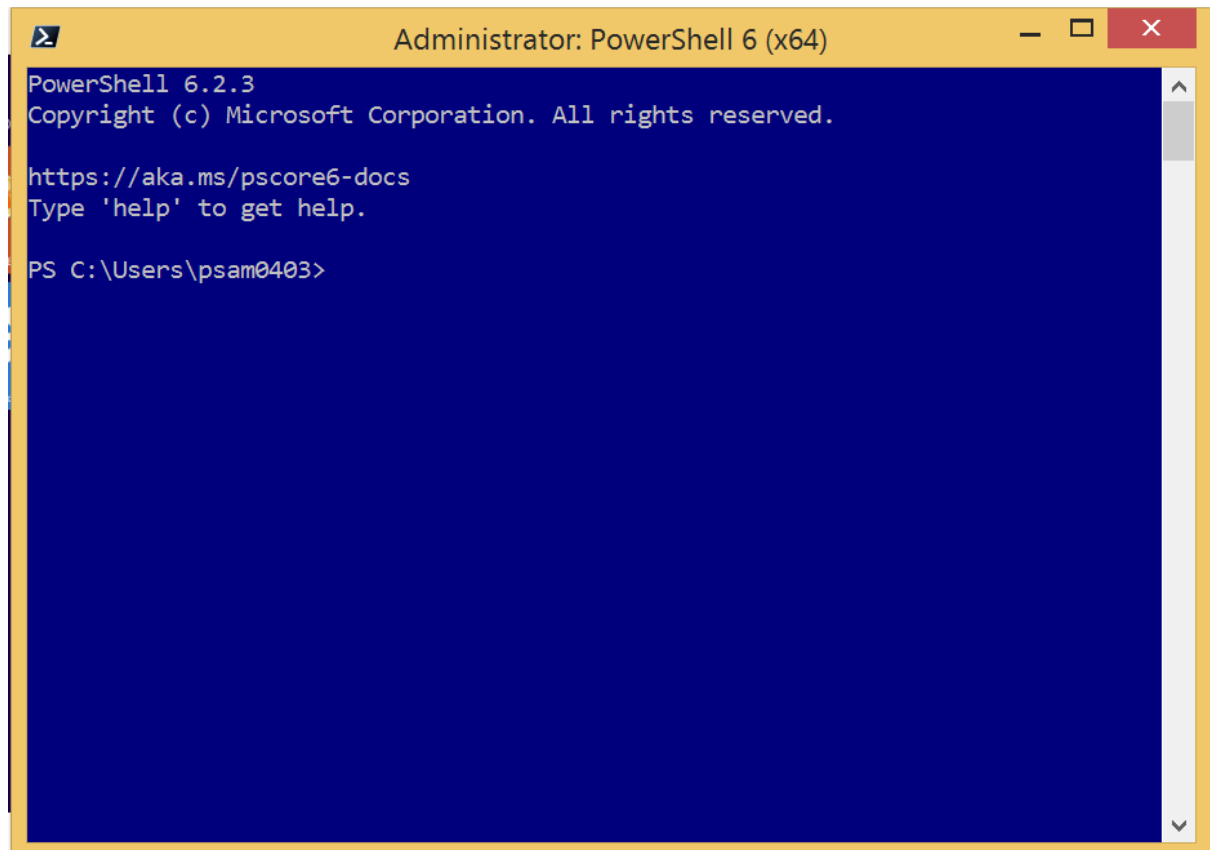 Administrator: PowerShell 6 (x64)
PowerShell 6.2.3
Copyright (c) Microsoft Corporation. All rights reserved.
https://aka.ms/pscore6-docs
Type 'help' to get help.
PS C:\Users\psam0403>